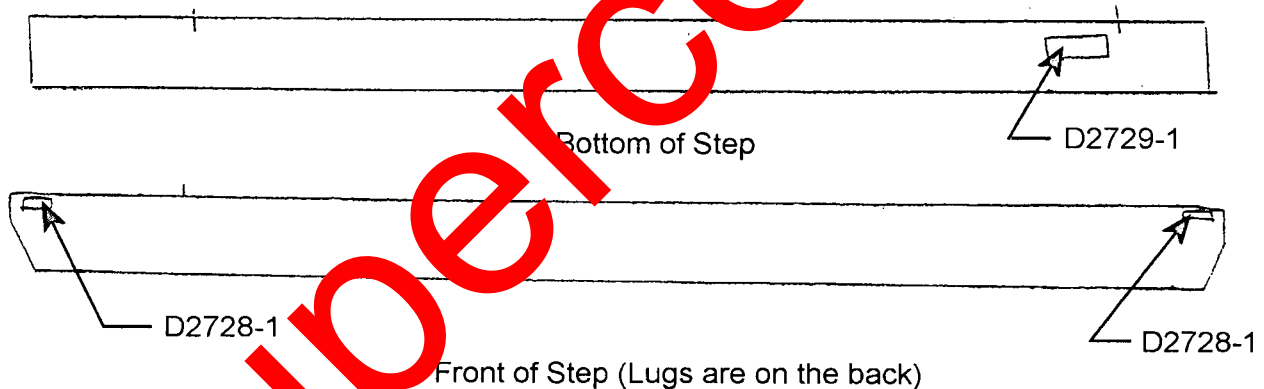 Bottom of Step
D2729-1
D2728-1
D2728-1
Front of Step (Lugs are on the back)